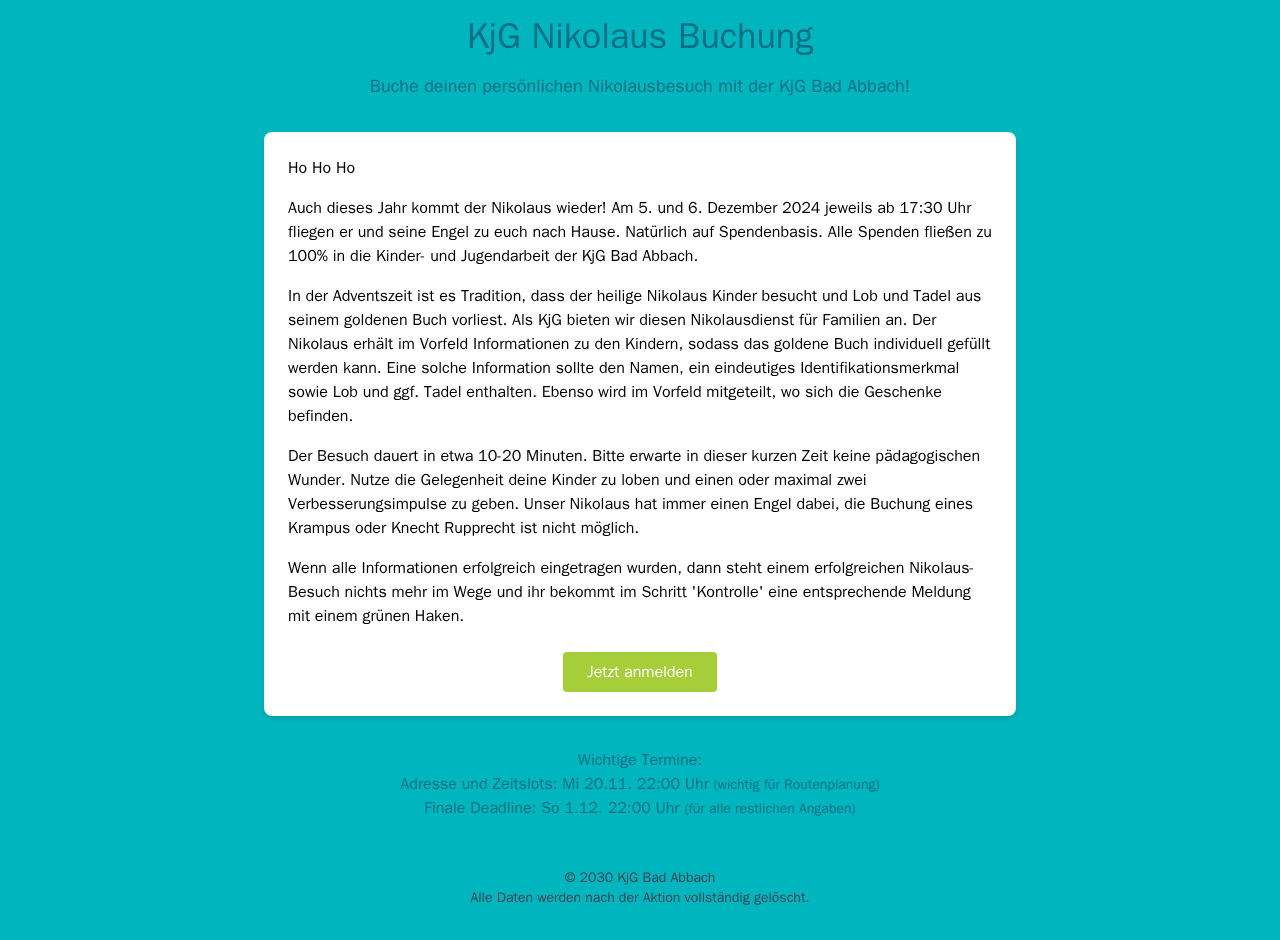 KjG Nikolaus Buchung
Buche deinen persönlichen Nikolausbesuch mit der KjG Bad Abbach!
Ho Ho Ho
Auch dieses Jahr kommt der Nikolaus wieder! Am 5. und 6. Dezember 2024 jeweils ab 17:30 Uhr
fliegen er und seine Engel zu euch nach Hause. Natürlich auf Spendenbasis. Alle Spenden fließen zu
100% in die Kinder- und Jugendarbeit der KjG Bad Abbach.
In der Adventszeit ist es Tradition, dass der heilige Nikolaus Kinder besucht und Lob und Tadel aus
seinem goldenen Buch vorliest. Als KjG bieten wir diesen Nikolausdienst für Familien an. Der
Nikolaus erhält im Vorfeld Informationen zu den Kindern, sodass das goldene Buch individuell gefüllt
werden kann. Eine solche Information sollte den Namen, ein eindeutiges Identifikationsmerkmal
sowie Lob und ggf. Tadel enthalten. Ebenso wird im Vorfeld mitgeteilt, wo sich die Geschenke
befinden.
Der Besuch dauert in etwa 10-20 Minuten. Bitte erwarte in dieser kurzen Zeit keine pädagogischen
Wunder. Nutze die Gelegenheit deine Kinder zu loben und einen oder maximal zwei
Verbesserungsimpulse zu geben. Unser Nikolaus hat immer einen Engel dabei, die Buchung eines
Krampus oder Knecht Rupprecht ist nicht möglich.
Wenn alle Informationen erfolgreich eingetragen wurden, dann steht einem erfolgreichen Nikolaus-
Besuch nichts mehr im Wege und ihr bekommt im Schritt 'Kontrolle' eine entsprechende Meldung
mit einem grünen Haken.
Jetzt anmelden
Wichtige Termine:
Adresse und Zeitslots: Mi 20.11. 22:00 Uhr (wichtig für Routenplanung)
Finale Deadline: So 1.12. 22:00 Uhr (für alle restlichen Angaben)
© 2030 KjG Bad Abbach
Alle Daten werden nach der Aktion vollständig gelöscht.